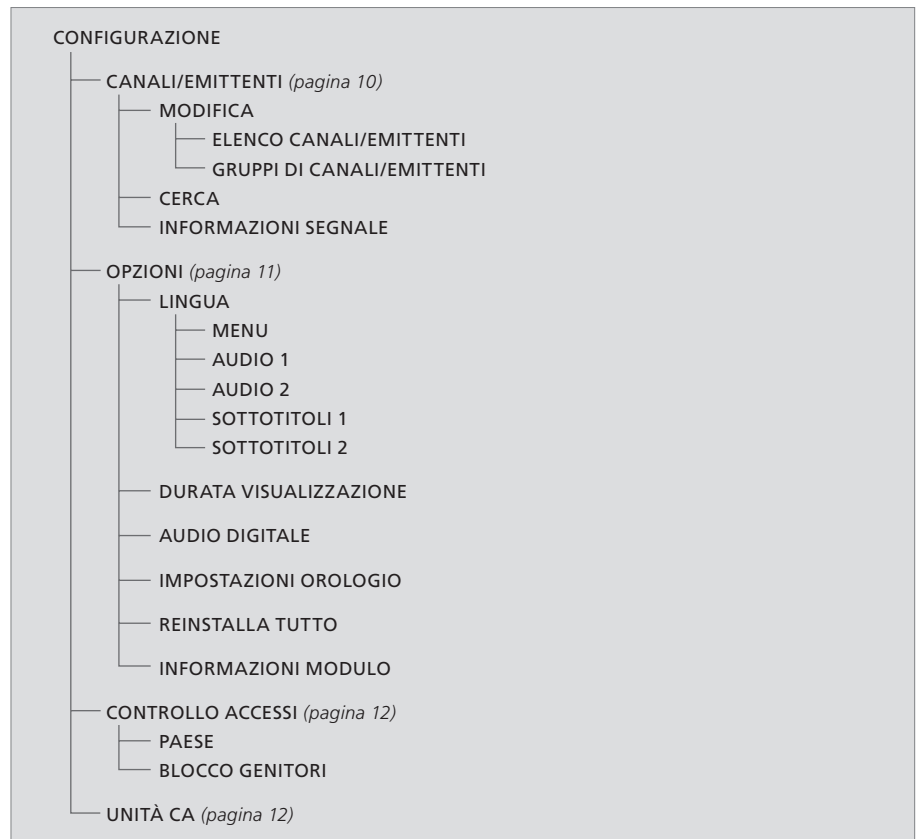 CONFIGURAZIONE
CANALI/EMITTENTI (pagina 10)
MODIFICA
ELENCO CANALI/EMITTENTI
GRUPPI DI CANALI/EMITTENTI
CERCA
INFORMAZIONI SEGNALE
OPZIONI (pagina 11)
LINGUA
MENU
AUDIO 1
AUDIO 2
SOTTOTITOLI 1
SOTTOTITOLI 2
DURATA VISUALIZZAZIONE
AUDIO DIGITALE
IMPOSTAZIONI OROLOGIO
REINSTALLA TUTTO
INFORMAZIONI MODULO
CONTROLLO ACCESSI (pagina 12)
PAESE
BLOCCO GENITORI
UNITÀ CA (pagina 12)